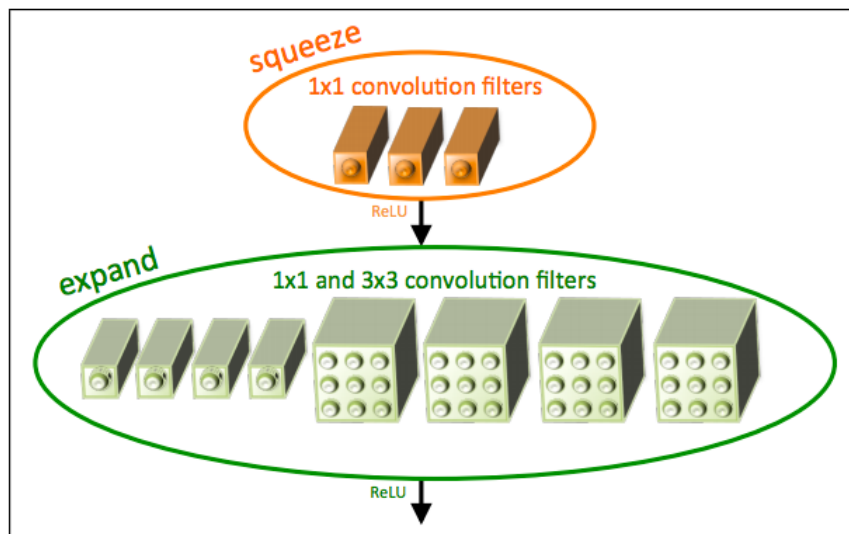 squeeze
1x1 convolution filters
ReLU
expand
1x1 and 3x3 convolution filters
ReLU